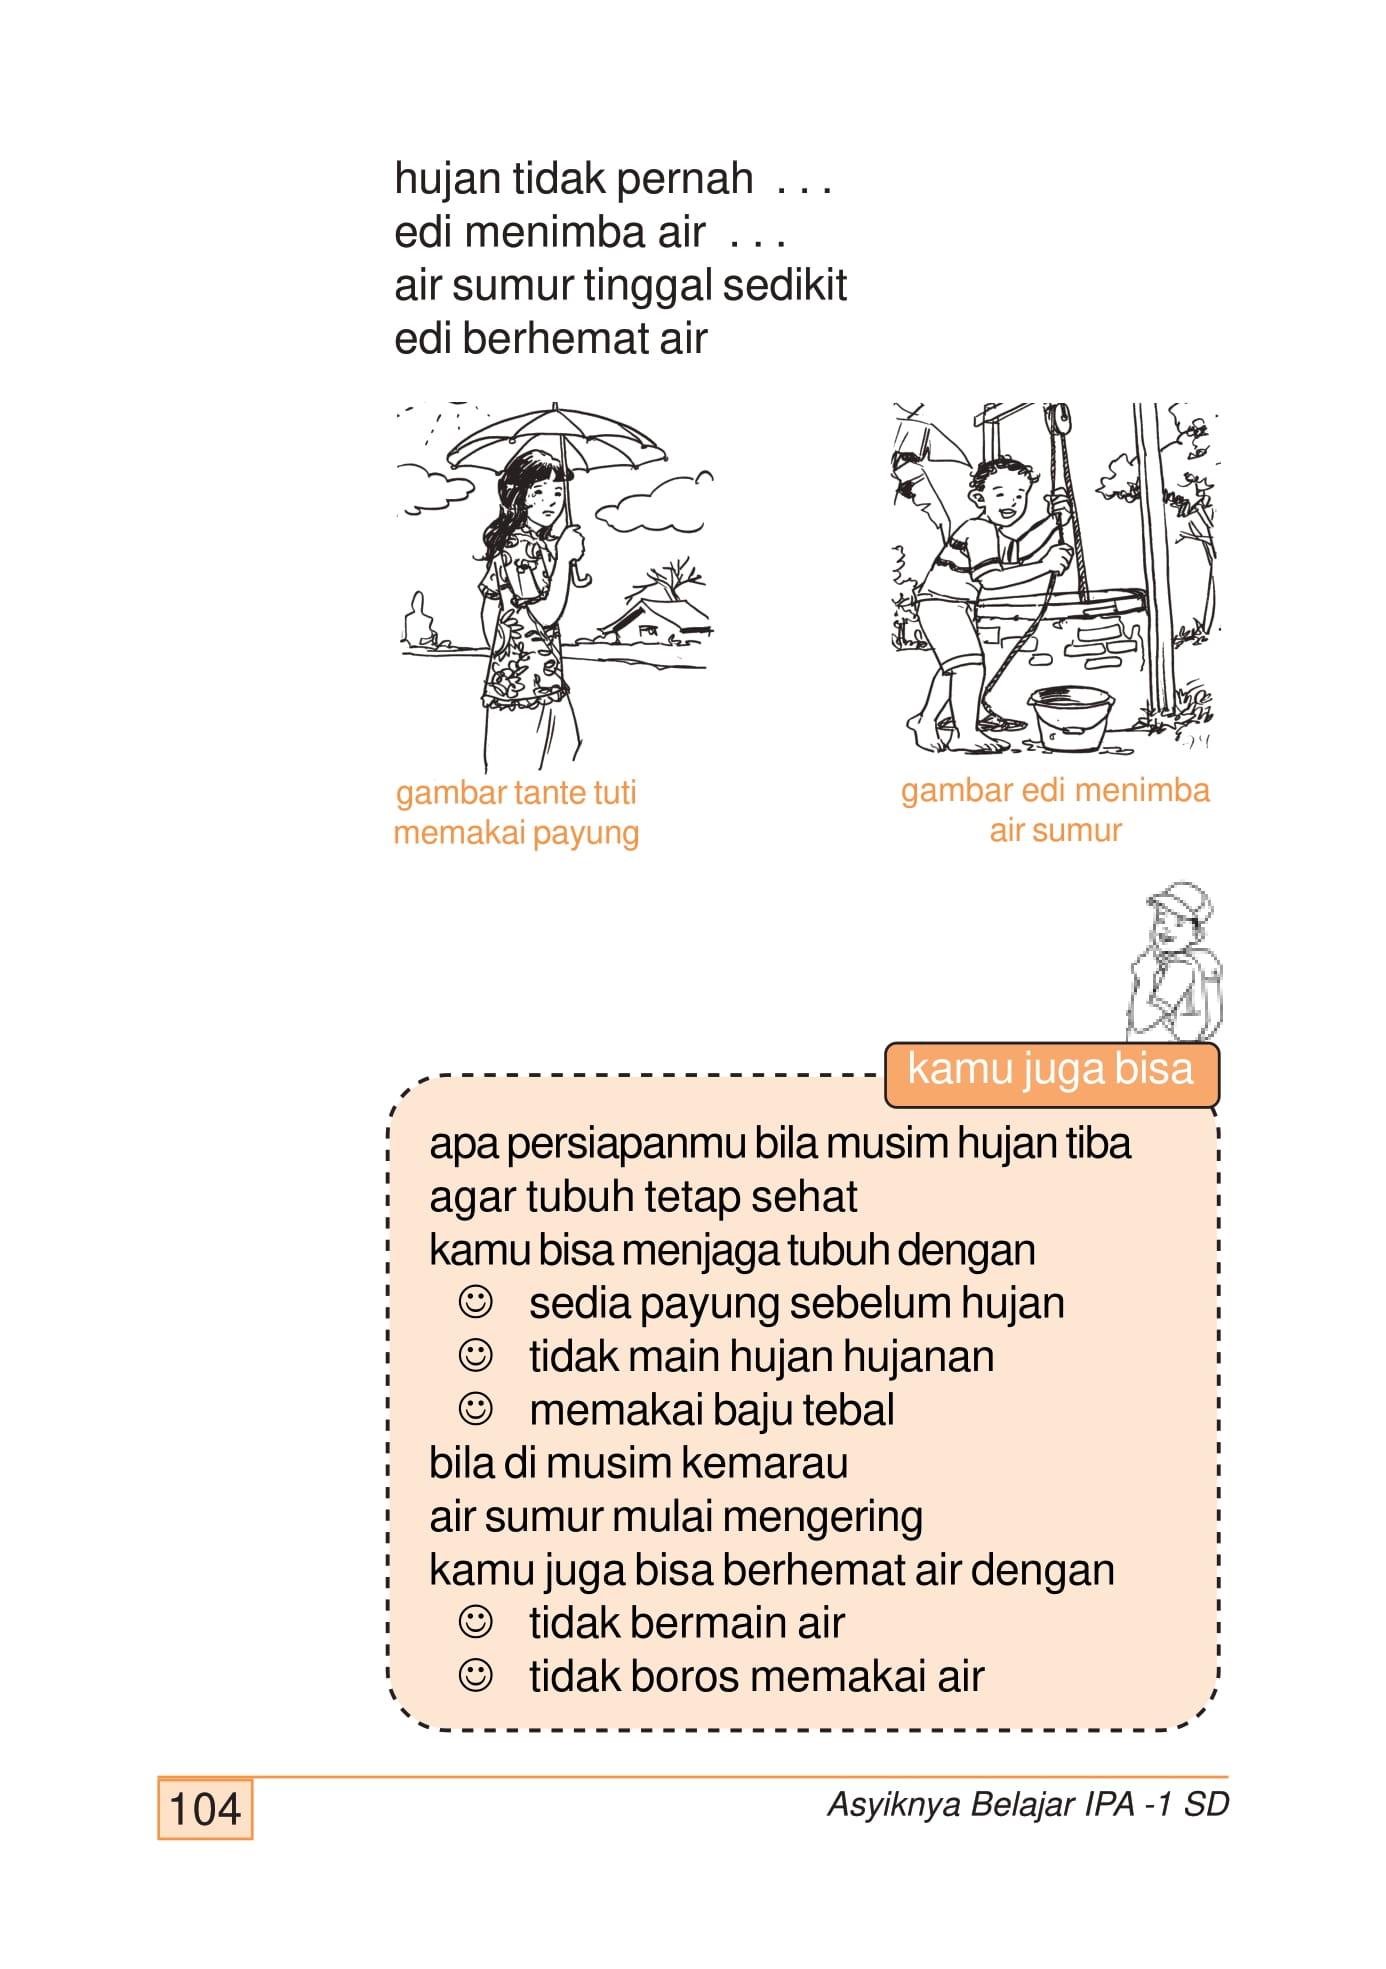 hujan tidak pernah . . .
edi menimba air . . .
air sumur tinggal sedikit
edi berhemat air
gambar tante tuti
memakai payung
gambar edi menimba
air sumur
kamu juga bisa
apa persiapanmu bila musim hujan tiba
agar tubuh tetap sehat
kamu bisa menjaga tubuh dengan
☺ sedia payung sebelum hujan
☺ tidak main hujan hujanan
☺ memakai baju tebal
bila di musim kemarau
air sumur mulai mengering
kamu juga bisa berhemat air dengan
☺ tidak bermain air
☺ tidak boros memakai air
104
Asyiknya Belajar IPA -1 SD